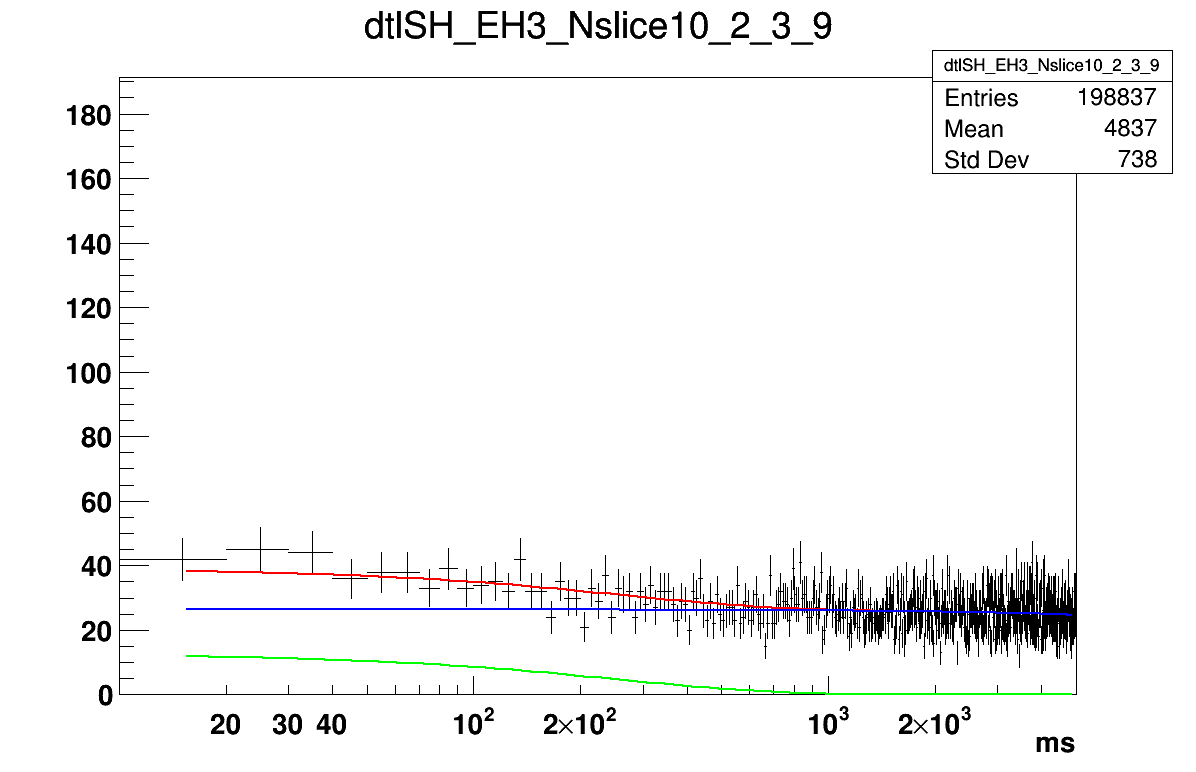 dtlSH_EH3_Nslice10_2_3_9
dtlSH_EH3_Nslice10_2_3_9
Entries 198837
Mean 4837
Std Dev 738
180
160
140
120
100
80
60
40
20
0
20 30 40 10² 2×10² 10³ 2×10³
ms